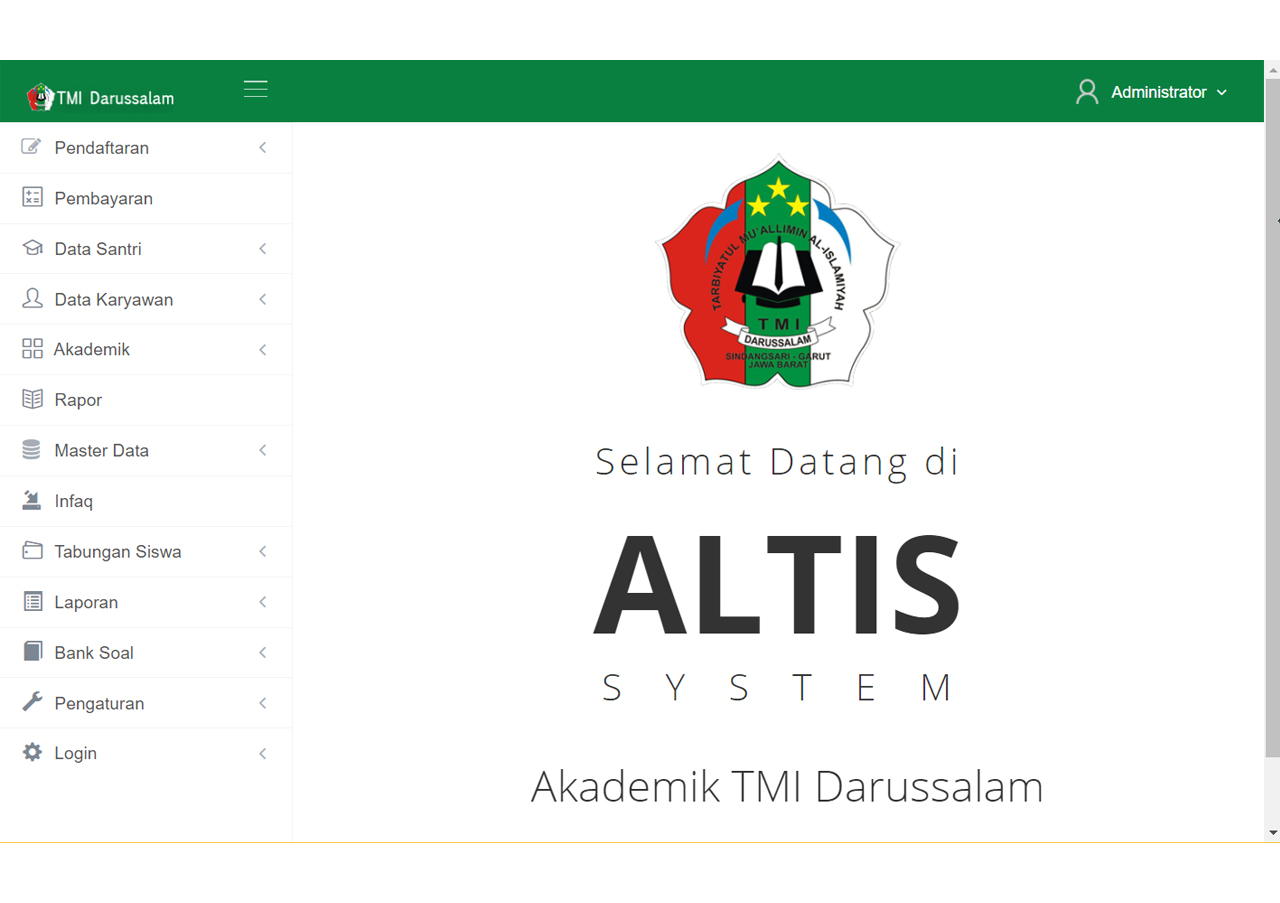 TMI Darussalam
Administrator
Pendaftaran
Pembayaran
Data Santri
Data Karyawan
Akademik
Rapor
Master Data
Infaq
Tabungan Siswa
Laporan
Bank Soal
Pengaturan
Login
TARBIYATUL MU'ALLIMIN AL-ISLAMIYAH
TMI
DARUSSALAM
SINDANGSARI - GARUT
JAWA BARAT
Selamat Datang di
ALTIS
SYSTEM
Akademik TMI Darussalam